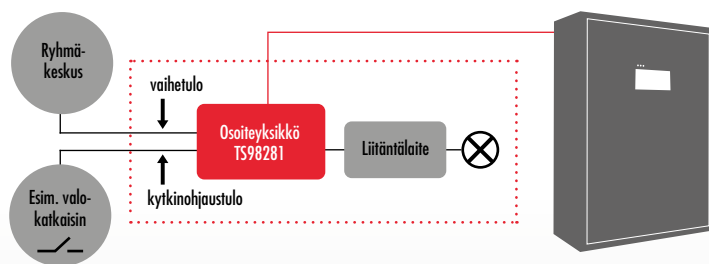 Ryhmä-
keskus
vaihetulo
Osoiteyksikkö
TS98281
Liitäntälaite
kytkinohjaustulo
Esim. valo-
katkaisin